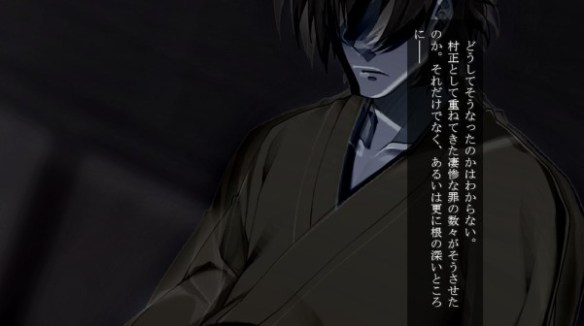 どうしてそうなったのかはわからない。
村正として重ねてきた凄惨な罪の数々がそうさせた
のか。それだけでなく、あるいは更に根の深いところ
に――